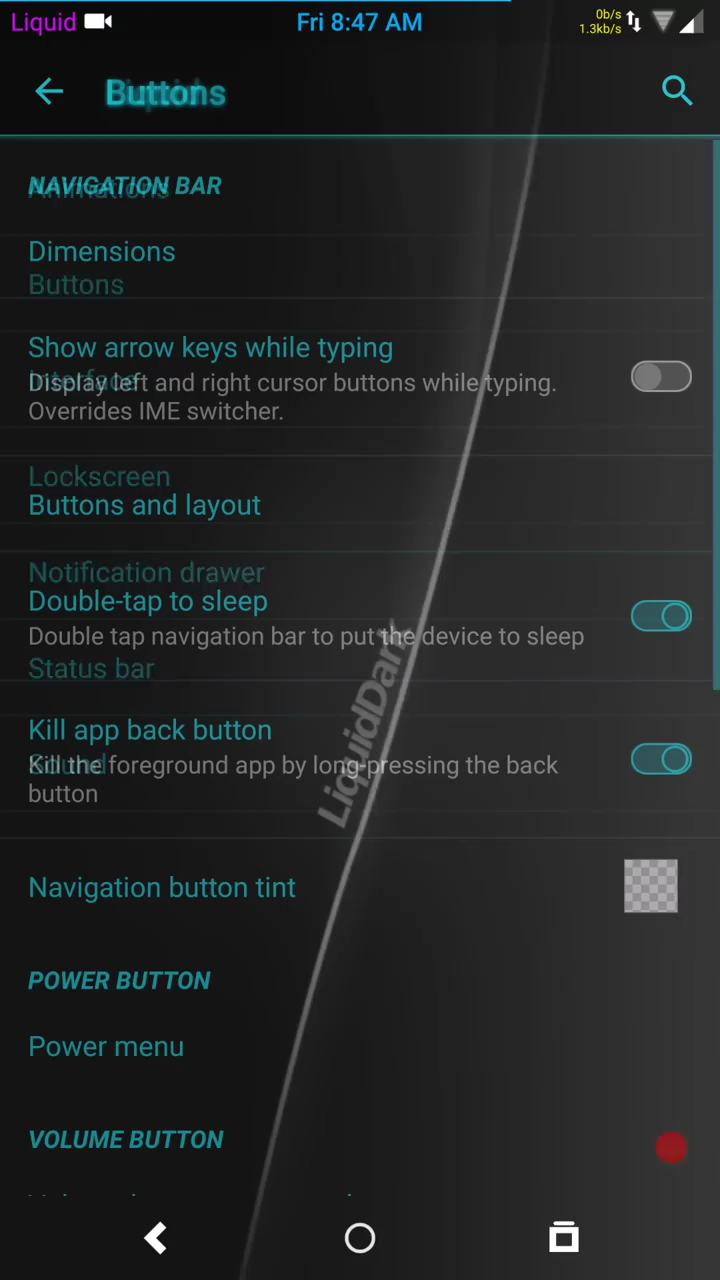 Liquid
Fri 8:47 AM
0b/s
1.3kb/s
Buttons
NAVIGATION BAR
Animations
Dimensions
Buttons
Show arrow keys while typing
Interface
Display left and right cursor buttons while typing.
Overrides IME switcher.
Lockscreen
Buttons and layout
Notification drawer
Double-tap to sleep
Double tap navigation bar to put the device to sleep
Status bar
Kill app back button
Sound
Kill the foreground app by long-pressing the back
button
LiquidDark
Navigation button tint
POWER BUTTON
Power menu
VOLUME BUTTON